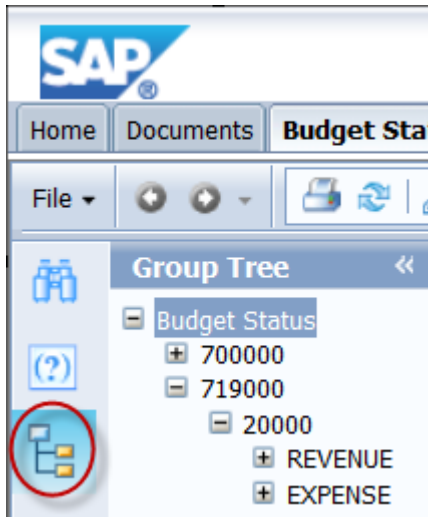 SAP®
Home Documents Budget Sta
File
Group Tree «
Budget Status
700000
(?)
719000
20000
REVENUE
EXPENSE